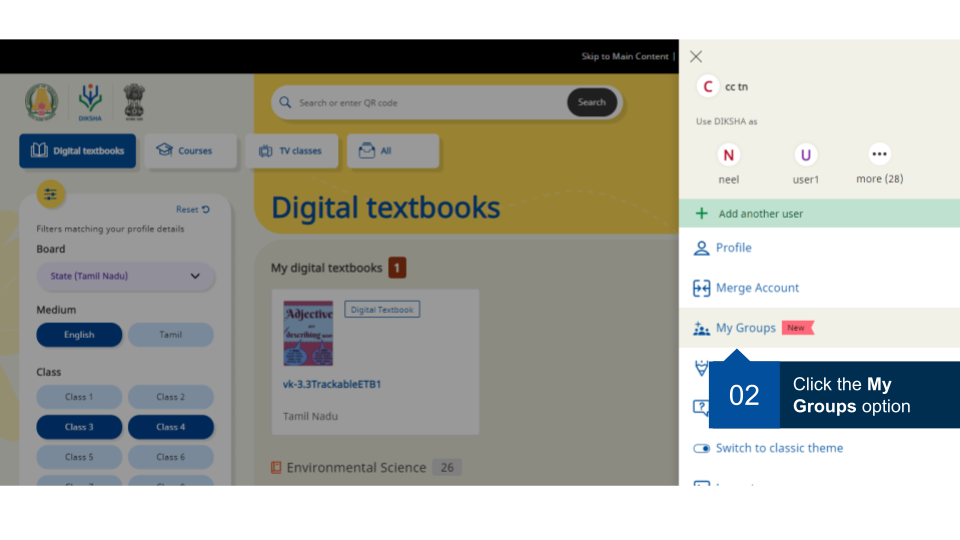 Skip to Main Content |
DIKSHA
Search or enter QR code
Search
Digital textbooks
Courses
TV classes
All
Reset
Filters matching your profile details
Board
State (Tamil Nadu)
Medium
English
Tamil
Class
Class 1
Class 2
Class 3
Class 4
Class 5
Class 6
Digital textbooks
My digital textbooks 1
Adjective
Digital Textbook
vk-3.3TrackableETB1
Tamil Nadu
Environmental Science 26
C cc tn
Use DIKSHA as
N
U
neel
user1
more (28)
+ Add another user
Profile
Merge Account
My Groups New
02
Click the My
Groups option
Switch to classic theme